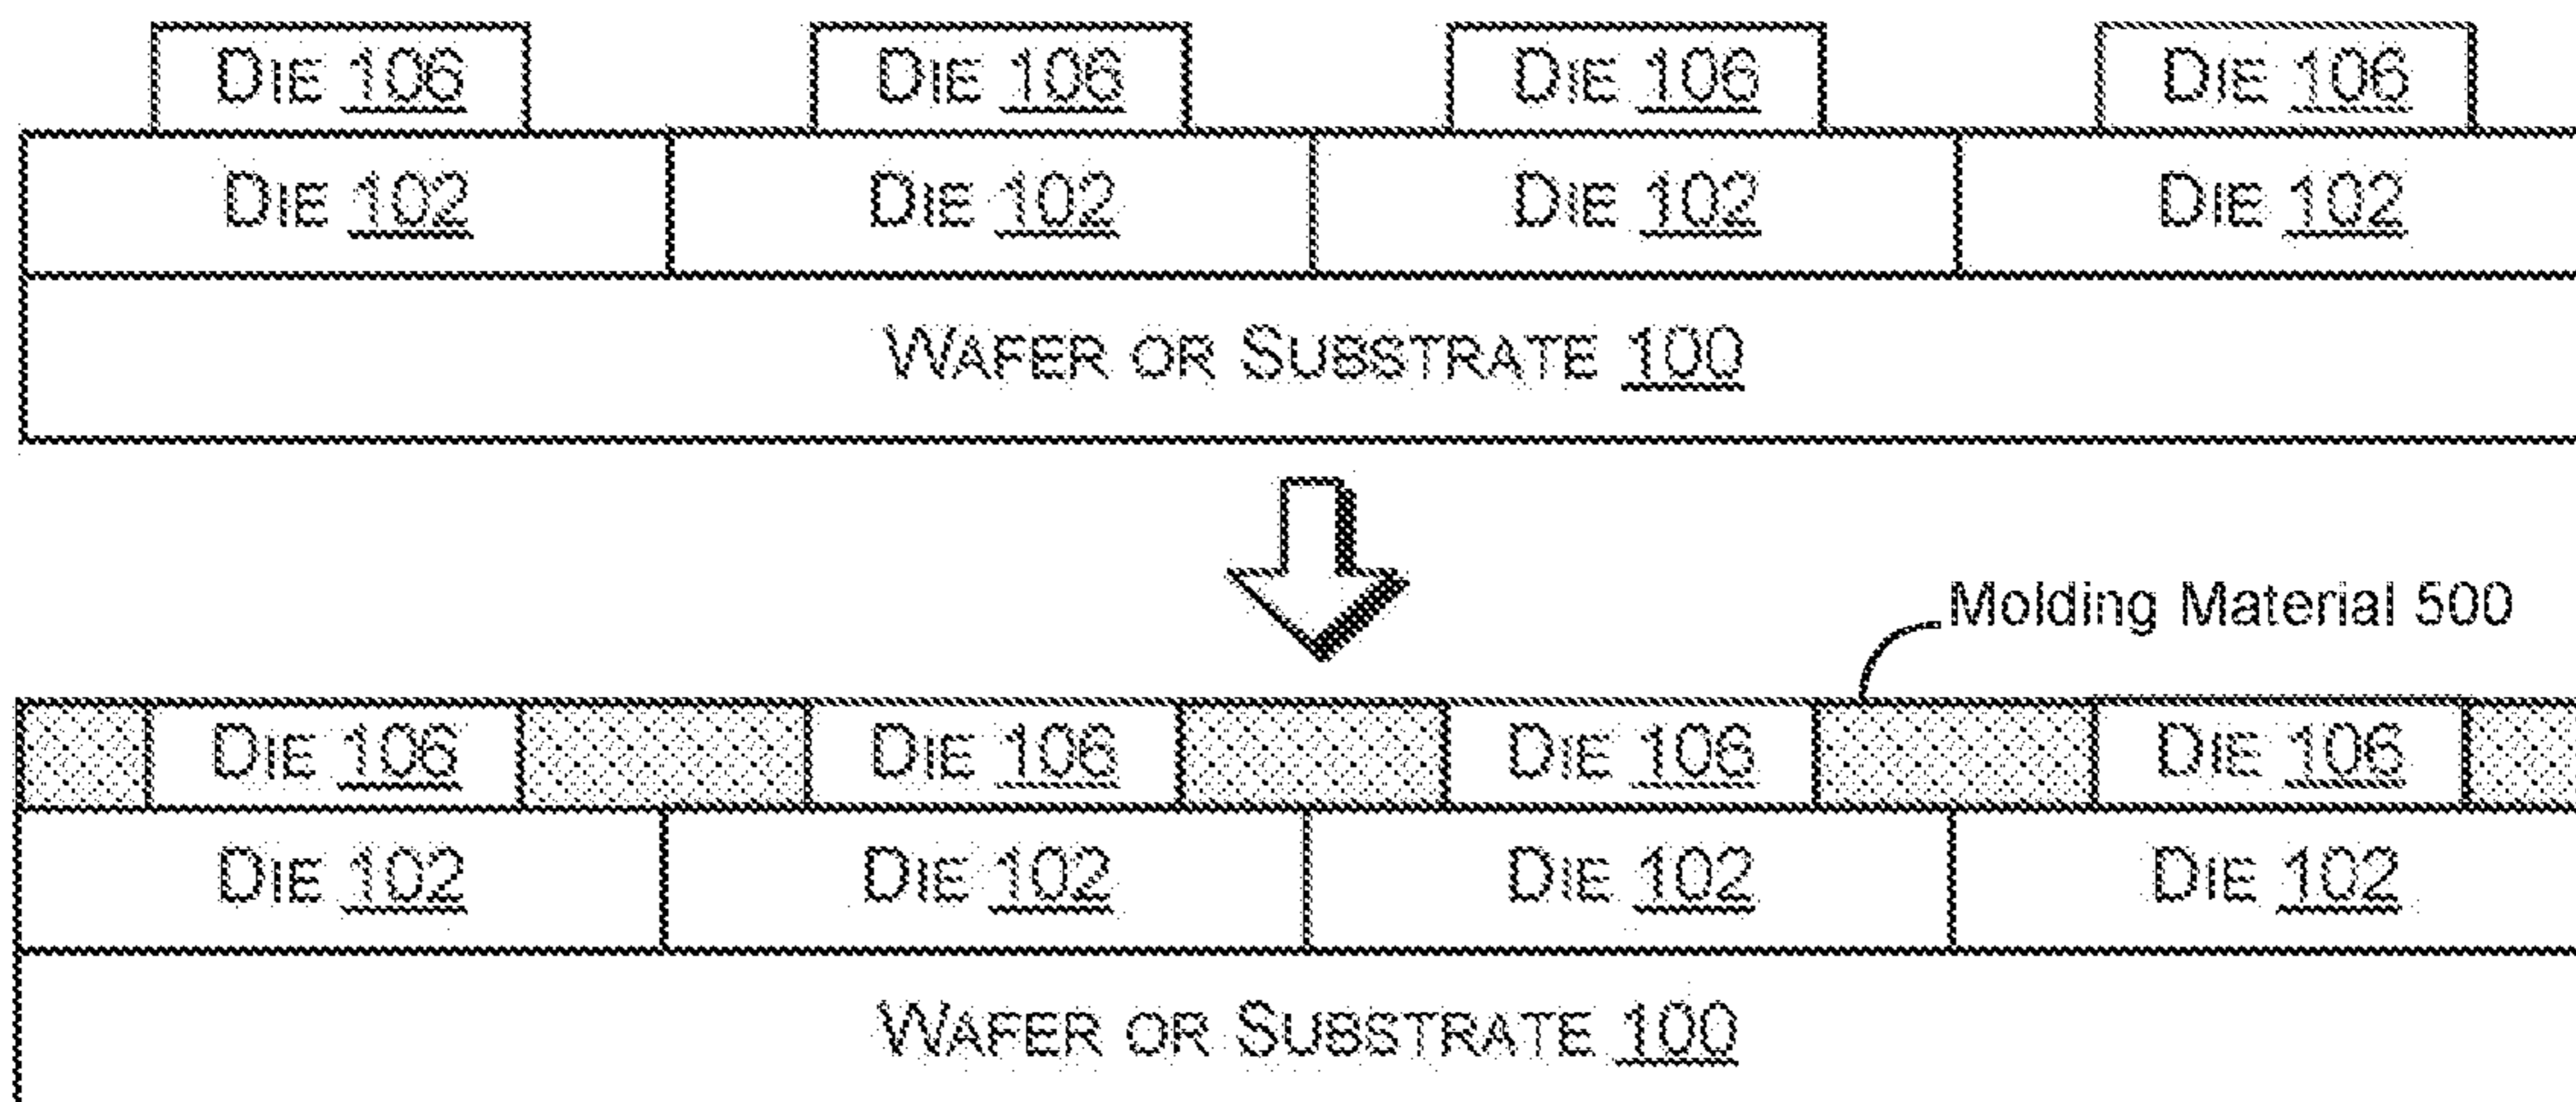 DIE 106 DIE 106 DIE 106 DIE 106
DIE 102 DIE 102 DIE 102 DIE 102
WAFER OR SUBSTRATE 100
Molding Material 500
DIE 106 DIE 106 DIE 106 DIE 106
DIE 102 DIE 102 DIE 102 DIE 102
WAFER OR SUBSTRATE 100